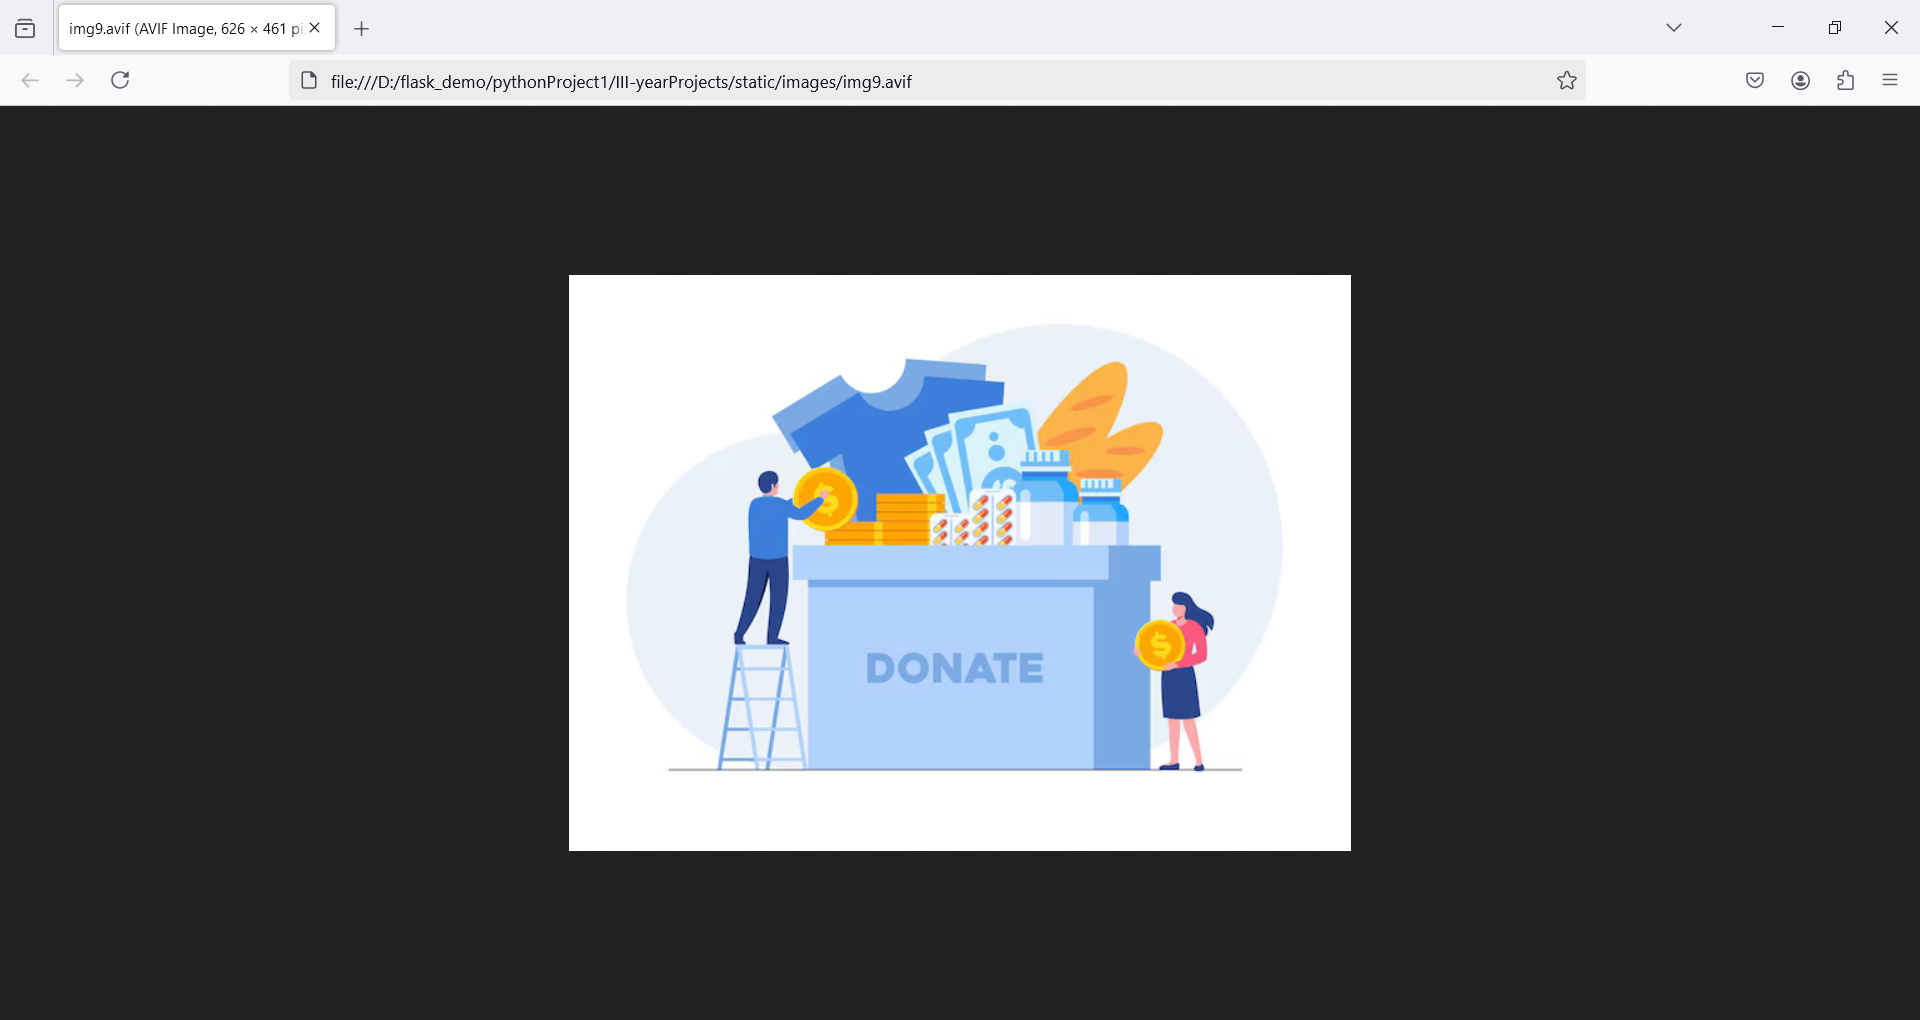 img9.avif (AVIF Image, 626 × 461 pi
file:///D:/flask_demo/pythonProject1/III-yearProjects/static/images/img9.avif
DONATE